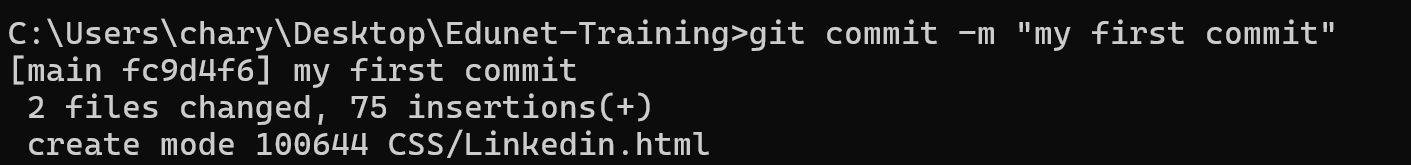 C:\Users\chary\Desktop\Edunet-Training>git commit -m "my first commit"
[main fc9d4f6] my first commit
 2 files changed, 75 insertions(+)
 create mode 100644 CSS/Linkedin.html